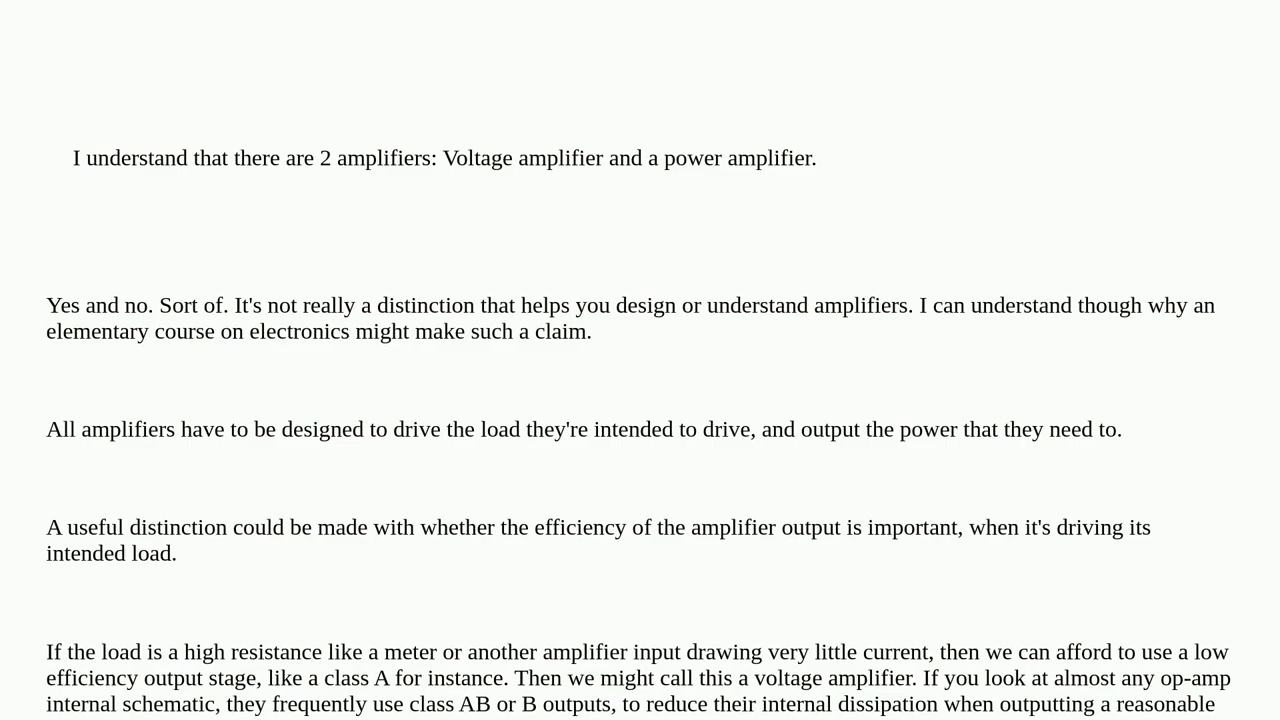 I understand that there are 2 amplifiers: Voltage amplifier and a power amplifier.
Yes and no. Sort of. It's not really a distinction that helps you design or understand amplifiers. I can understand though why an
elementary course on electronics might make such a claim.
All amplifiers have to be designed to drive the load they're intended to drive, and output the power that they need to.
A useful distinction could be made with whether the efficiency of the amplifier output is important, when it's driving its
intended load.
If the load is a high resistance like a meter or another amplifier input drawing very little current, then we can afford to use a low
efficiency output stage, like a class A for instance. Then we might call this a voltage amplifier. If you look at almost any op-amp
internal schematic, they frequently use class AB or B outputs, to reduce their internal dissipation when outputting a reasonable